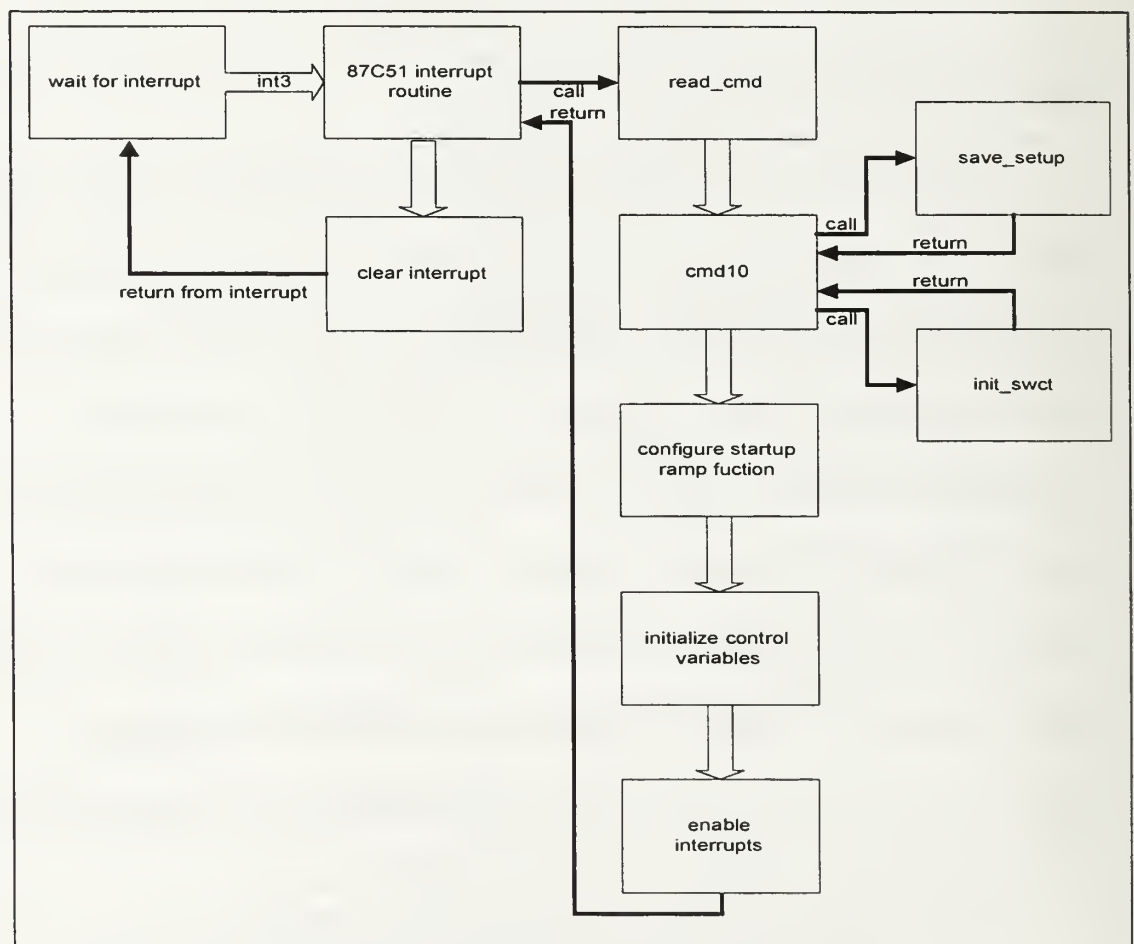 wait for interrupt
int3
87C51 interrupt
routine
call
return
read_cmd
save_setup
call
return
cmd10
return
call
init_swct
clear interrupt
return from interrupt
configure startup
ramp fuction
initialize control
variables
enable
interrupts